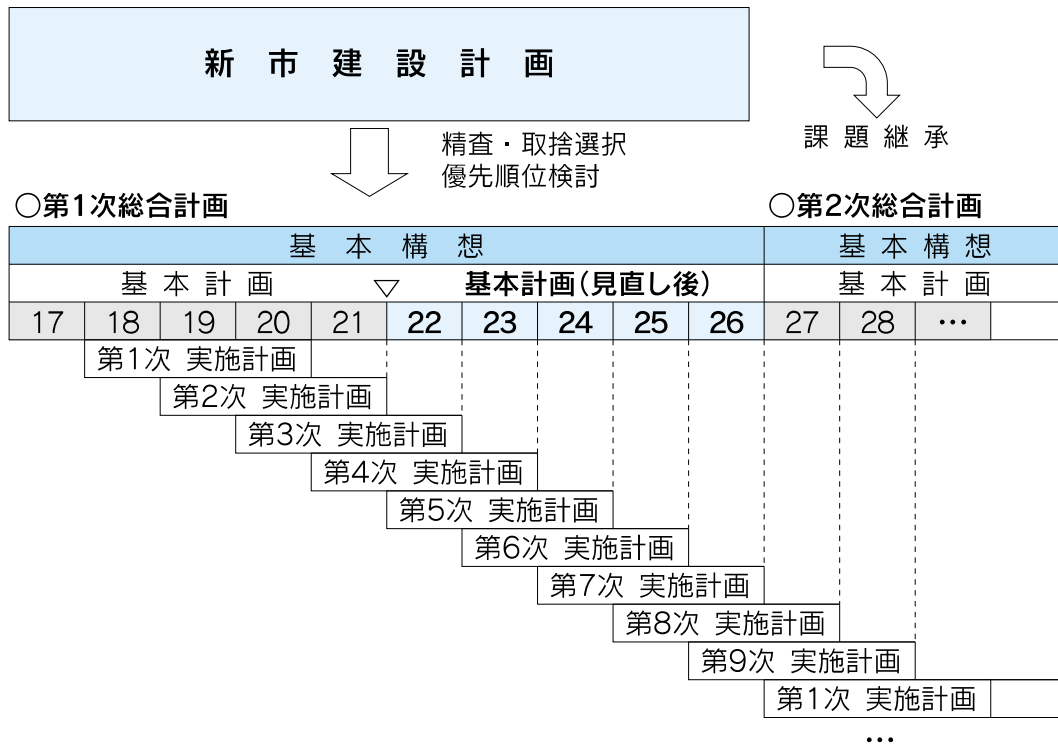 新市建設計画
課題継承
精査・取捨選択
優先順位検討
○第1次総合計画 ○第2次総合計画
基本構想 基本構想
基本計画 ▽ 基本計画(見直し後) 基本計画
17 18 19 20 21 22 23 24 25 26 27 28 …
第1次 実施計画
第2次 実施計画
第3次 実施計画
第4次 実施計画
第5次 実施計画
第6次 実施計画
第7次 実施計画
第8次 実施計画
第9次 実施計画
第1次 実施計画
…